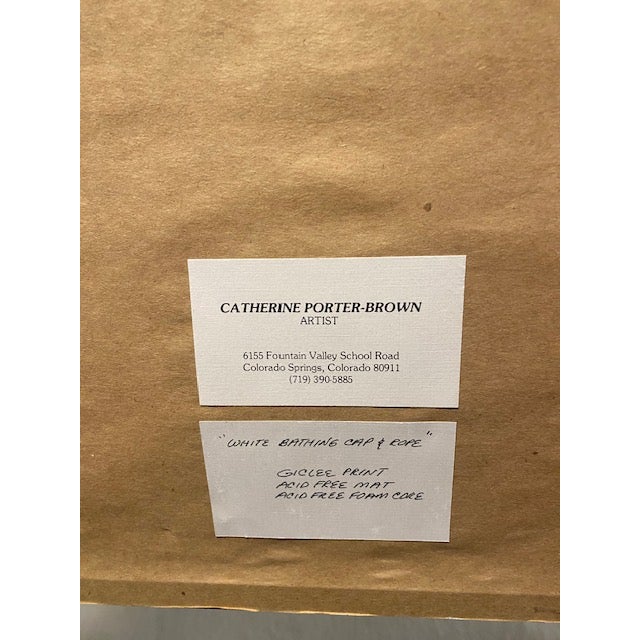 CATHERINE PORTER-BROWN
ARTIST
6155 Fountain Valley School Road
Colorado Springs, Colorado 80911
(719) 390-5885
"WHITE BATHING CAP & ROPE"
GICLEE PRINT
ACID FREE MAT
ACID FREE FOAM CORE